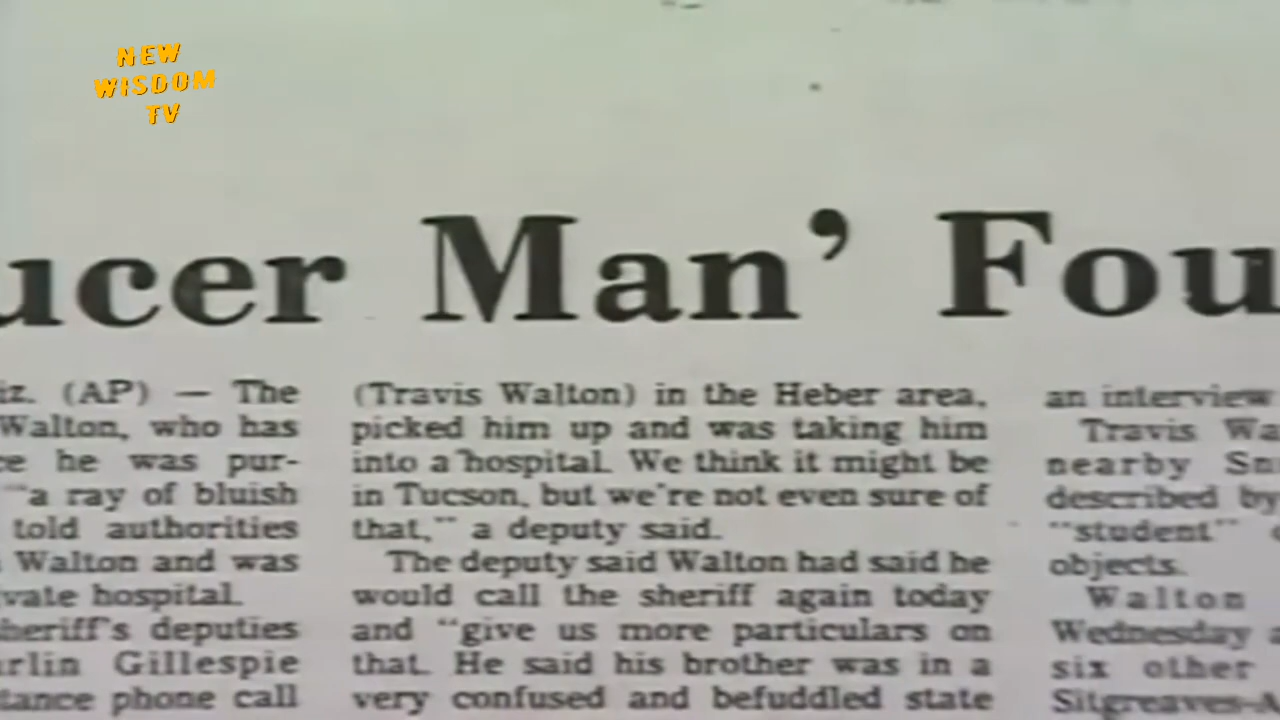 NEW
WISDOM
TV
ucer Man’ Fou
iz. (AP) — The
Walton, who has
ce he was pur-
“a ray of bluish
told authorities
Walton and was
vate hospital.
heriff's deputies
arlin Gillespie
tance phone call
(Travis Walton) in the Heber area,
picked him up and was taking him
into a hospital. We think it might be
in Tucson, but we're not even sure of
that,” a deputy said.
The deputy said Walton had said he
would call the sheriff again today
and “give us more particulars on
that. He said his brother was in a
very confused and befuddled state
an interview
Travis Wa
nearby Sn
described by
“student”
objects.
Walton
Wednesday a
six other
Sitgreaves-A